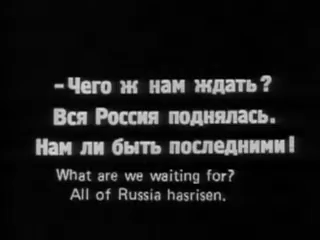 -Чего ж нам ждать?
Вся Россия поднялась.
Нам ли быть последними!
What are we waiting for?
All of Russia hasrisen.